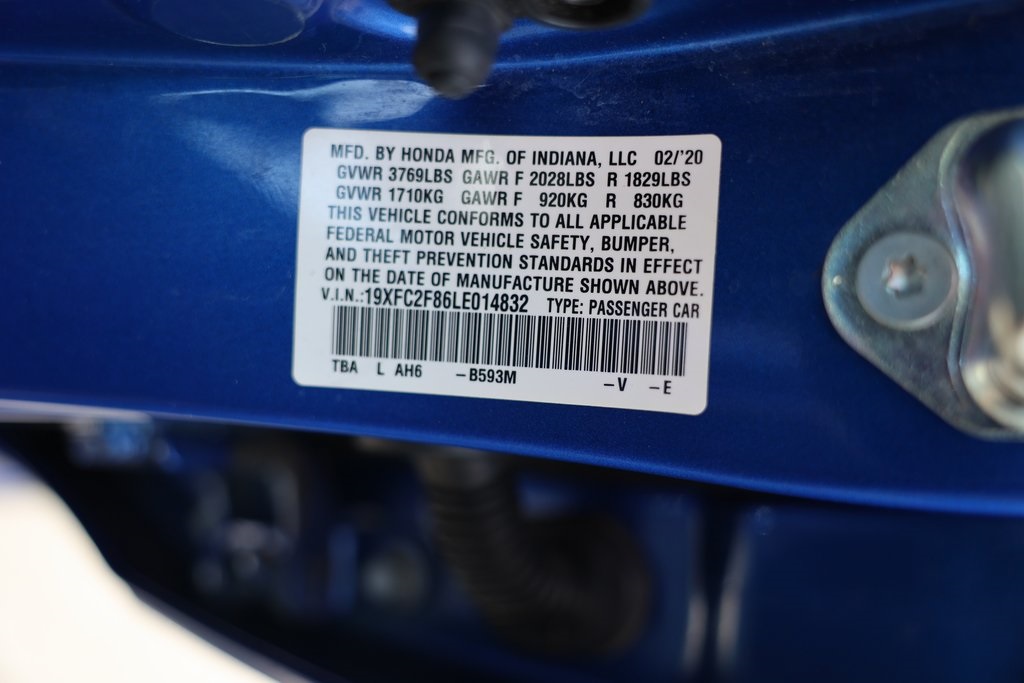 MFD. BY HONDA MFG. OF INDIANA, LLC 02/'20
GVWR 3769LBS GAWR F 2028LBS R 1829LBS
GVWR 1710KG GAWR F 920KG R 830KG
THIS VEHICLE CONFORMS TO ALL APPLICABLE
FEDERAL MOTOR VEHICLE SAFETY, BUMPER,
AND THEFT PREVENTION STANDARDS IN EFFECT
ON THE DATE OF MANUFACTURE SHOWN ABOVE.
V.I.N.:19XFC2F86LE014832 TYPE: PASSENGER CAR
TBA L AH6 –B593M –V –E